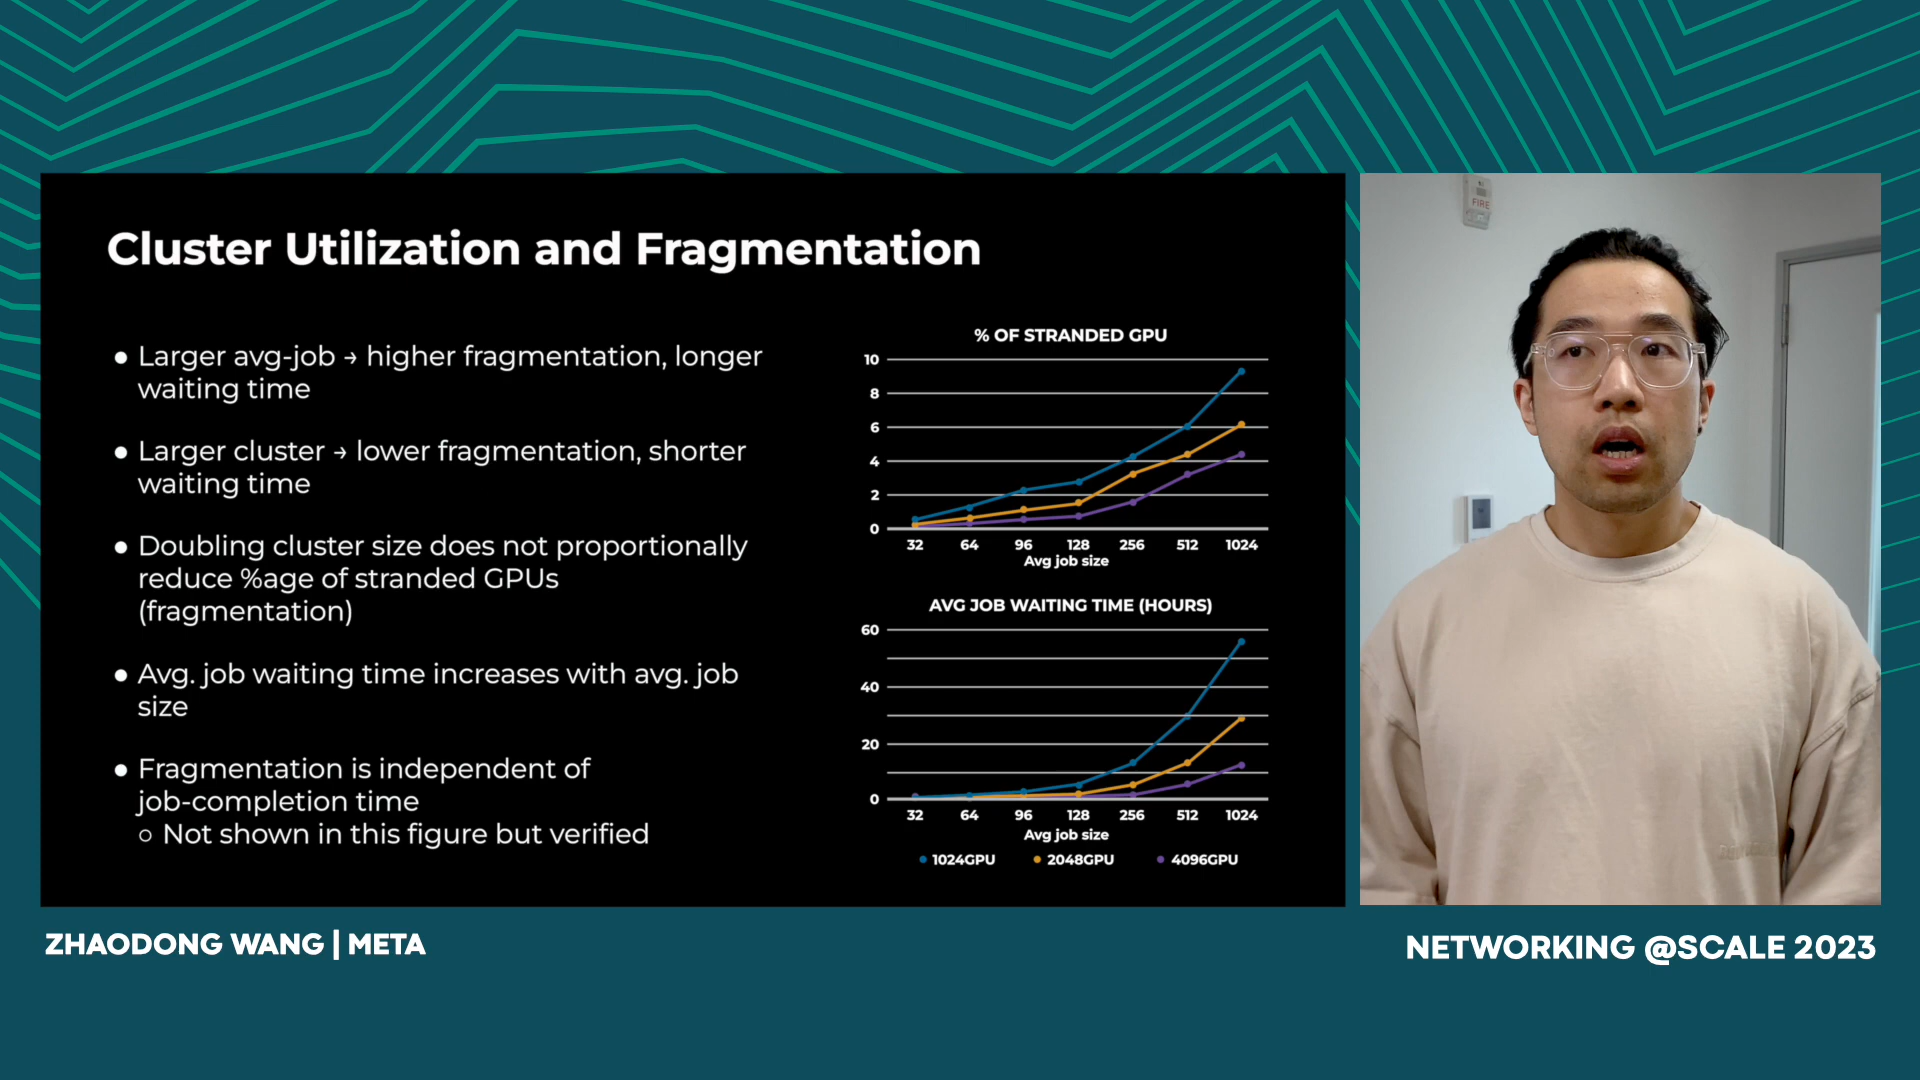 Cluster Utilization and Fragmentation
● Larger avg-job → higher fragmentation, longer
waiting time
● Larger cluster → lower fragmentation, shorter
waiting time
● Doubling cluster size does not proportionally
reduce %age of stranded GPUs
(fragmentation)
● Avg. job waiting time increases with avg. job
size
● Fragmentation is independent of
job-completion time
○ Not shown in this figure but verified
% OF STRANDED GPU
10
8
6
4
2
0
32 64 96 128 256 512 1024
Avg job size
AVG JOB WAITING TIME (HOURS)
60
40
20
0
32 64 96 128 256 512 1024
Avg job size
1024GPU 2048GPU 4096GPU
FIRE
ZHAODONG WANG | META
NETWORKING @SCALE 2023